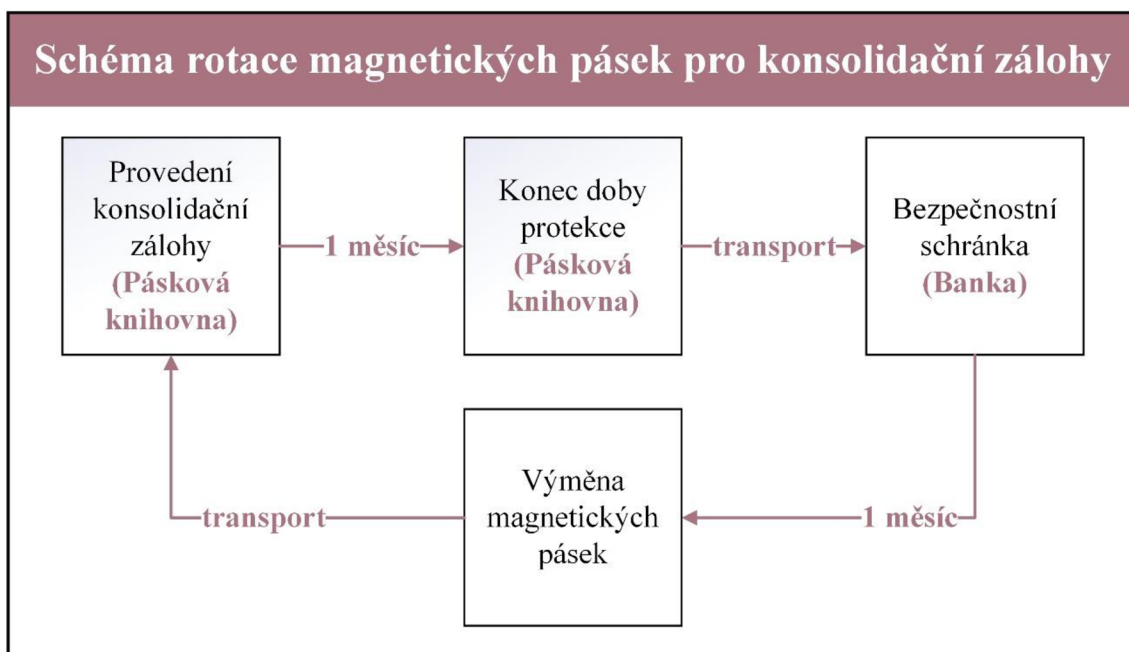 Schéma rotace magnetických pásek pro konsolidační zálohy
Provedení
konsolidační
zálohy
(Pásková
knihovna)
1 měsíc
Konec doby
protekce
(Pásková
knihovna)
transport
Bezpečnostní
schránka
(Banka)
1 měsíc
Výměna
magnetických
pásek
transport